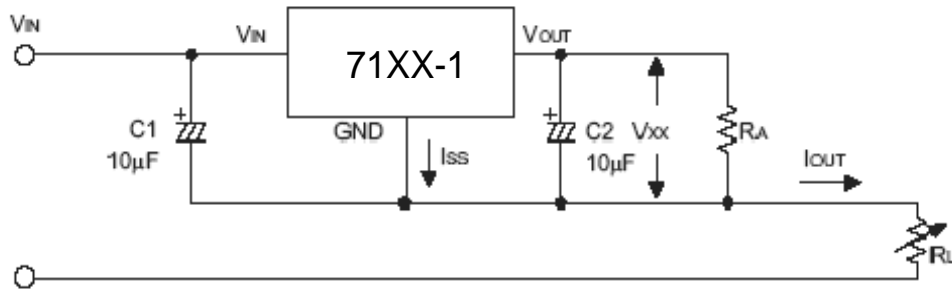 VIN
VIN
71XX-1
VOUT
GND
ISS
+
C1
10μF
+
C2
10μF
VXX
RA
IOUT
RL